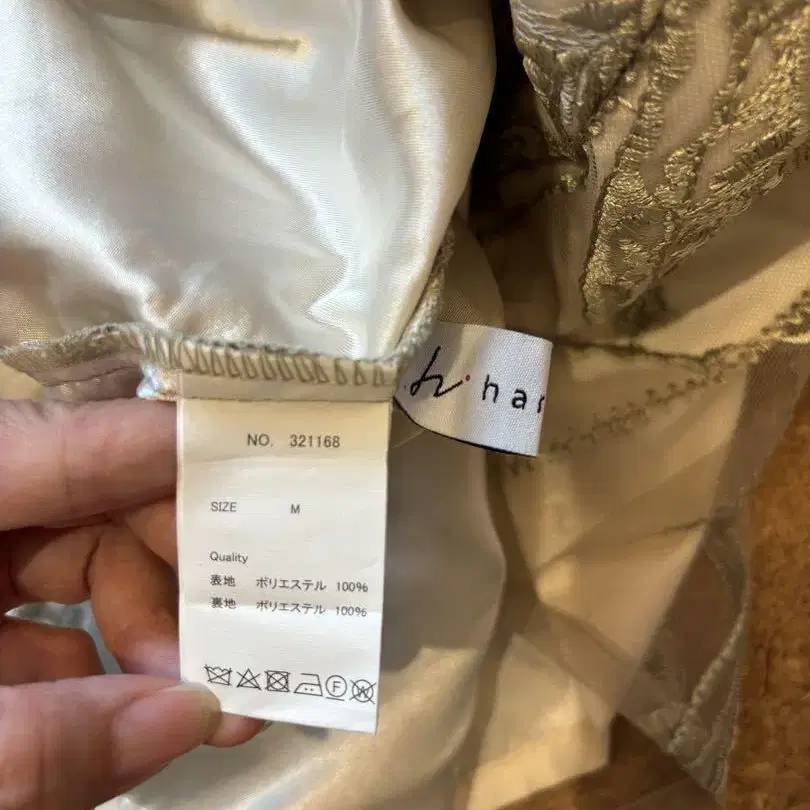 h·har
NO. 321168
SIZE M
Quality
表地 ポリエステル 100%
裏地 ポリエステル 100%
F
W